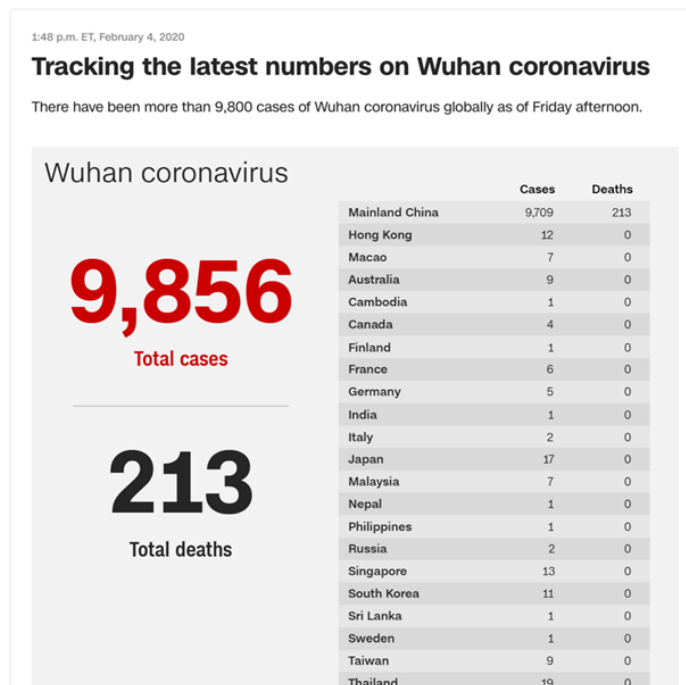 1:48 p.m. ET, February 4, 2020
Tracking the latest numbers on Wuhan coronavirus
There have been more than 9,800 cases of Wuhan coronavirus globally as of Friday afternoon.
Wuhan coronavirus
9,856
Total cases
213
Total deaths
Cases Deaths
Mainland China 9,709 213
Hong Kong 12 0
Macao 7 0
Australia 9 0
Cambodia 1 0
Canada 4 0
Finland 1 0
France 6 0
Germany 5 0
India 1 0
Italy 2 0
Japan 17 0
Malaysia 7 0
Nepal 1 0
Philippines 1 0
Russia 2 0
Singapore 13 0
South Korea 11 0
Sri Lanka 1 0
Sweden 1 0
Taiwan 9 0
Thailand 19 0